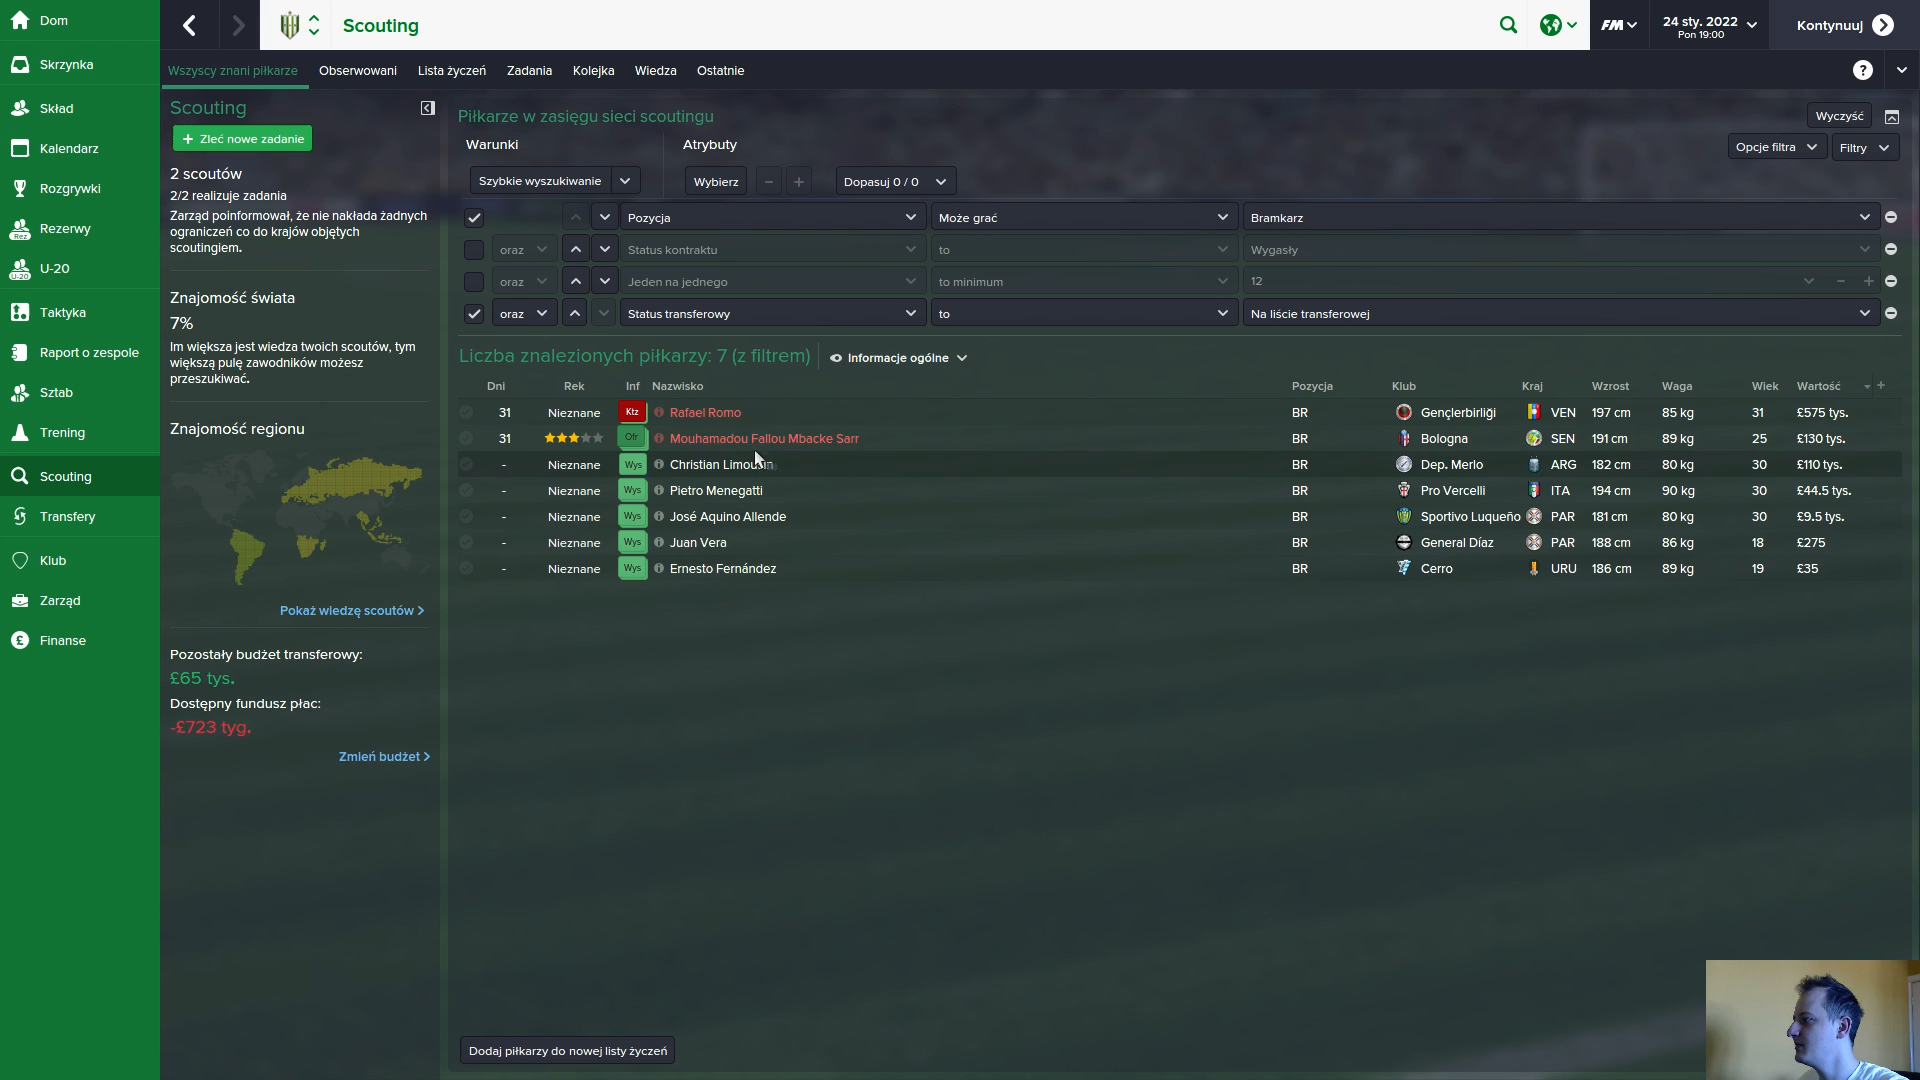 Dom
Skrzynka
Skład
Kalendarz
Rozgrywki
Rez
Rezerwy
U-20
U-20
Taktyka
Raport o zespole
Sztab
Trening
Scouting
Transfery
Klub
Zarząd
£ Finanse
Scouting
FM
24 sty. 2022
Pon 19:00
Kontynuuj
Wszyscy znani piłkarze Obserwowani Lista życzeń Zadania Kolejka Wiedza Ostatnie ?
Scouting
+ Zleć nowe zadanie
2 scoutów
2/2 realizuje zadania
Zarząd poinformował, że nie nakłada żadnych
ograniczeń co do krajów objętych
scoutingiem.
Znajomość świata
7%
Im większa jest wiedza twoich scoutów, tym
większą pulę zawodników możesz
przeszukiwać.
Znajomość regionu
Pokaż wiedzę scoutów >
Pozostały budżet transferowy:
£65 tys.
Dostępny fundusz płac:
-£723 tyg.
Zmień budżet >
Piłkarze w zasięgu sieci scoutingu
Wyczyść
Warunki Atrybuty
Opcje filtra Filtry
Szybkie wyszukiwanie Wybierz − + Dopasuj 0 / 0
Pozycja Może grać Bramkarz
oraz Status kontraktu to Wygasły
oraz Jeden na jednego to minimum 12 − +
oraz Status transferowy to Na liście transferowej
Liczba znalezionych piłkarzy: 7 (z filtrem) Informacje ogólne
Dni Rek Inf Nazwisko Pozycja Klub Kraj Wzrost Waga Wiek Wartość +
31 Nieznane Ktz Rafael Romo BR Gençlerbirliği VEN 197 cm 85 kg 31 £575 tys.
31 Ofr Mouhamadou Fallou Mbacke Sarr BR Bologna SEN 191 cm 89 kg 25 £130 tys.
- Nieznane Wys Christian BR Dep. Merlo ARG 182 cm 80 kg 30 £110 tys.
- Nieznane Wys Pietro Menegatti BR Pro Vercelli ITA 194 cm 90 kg 30 £44.5 tys.
- Nieznane Wys José Aquino Allende BR Sportivo Luqueño PAR 181 cm 80 kg 30 £9.5 tys.
- Nieznane Wys Juan Vera BR General Díaz PAR 188 cm 86 kg 18 £275
- Nieznane Wys Ernesto Fernández BR Cerro URU 186 cm 89 kg 19 £35
Dodaj piłkarzy do nowej listy życzeń